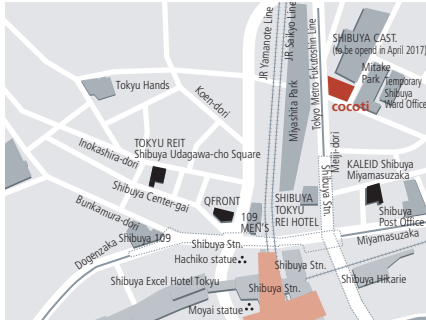 JR Yamanote Line
JR Saikyo Line
Tokyo Metro Fukutoshin Line
SHIBUYA CAST.
(to be opend in April 2017)
Mitake
Park
Temporary
Shibuya
Ward Office
cocoti
Tokyu Hands
Koen-dori
Miyashita Park
Meiji-dori
TOKYU REIT
Shibuya Udagawa-cho Square
Inokashira-dori
Shibuya Center-gai
Bunkamura-dori
QFRONT
109
MEN'S
SHIBUYA
TOKYU
REI HOTEL
Shibuya Stn.
KALEID Shibuya
Miyamasuzaka
Shibuya
Post Office
Miyamasuzaka
Dogenzaka
Shibuya 109
Shibuya Stn.
Hachiko statue
Shibuya Stn.
Shibuya Hikarie
Shibuya Excel Hotel Tokyu
Shibuya Stn.
Moyai statue